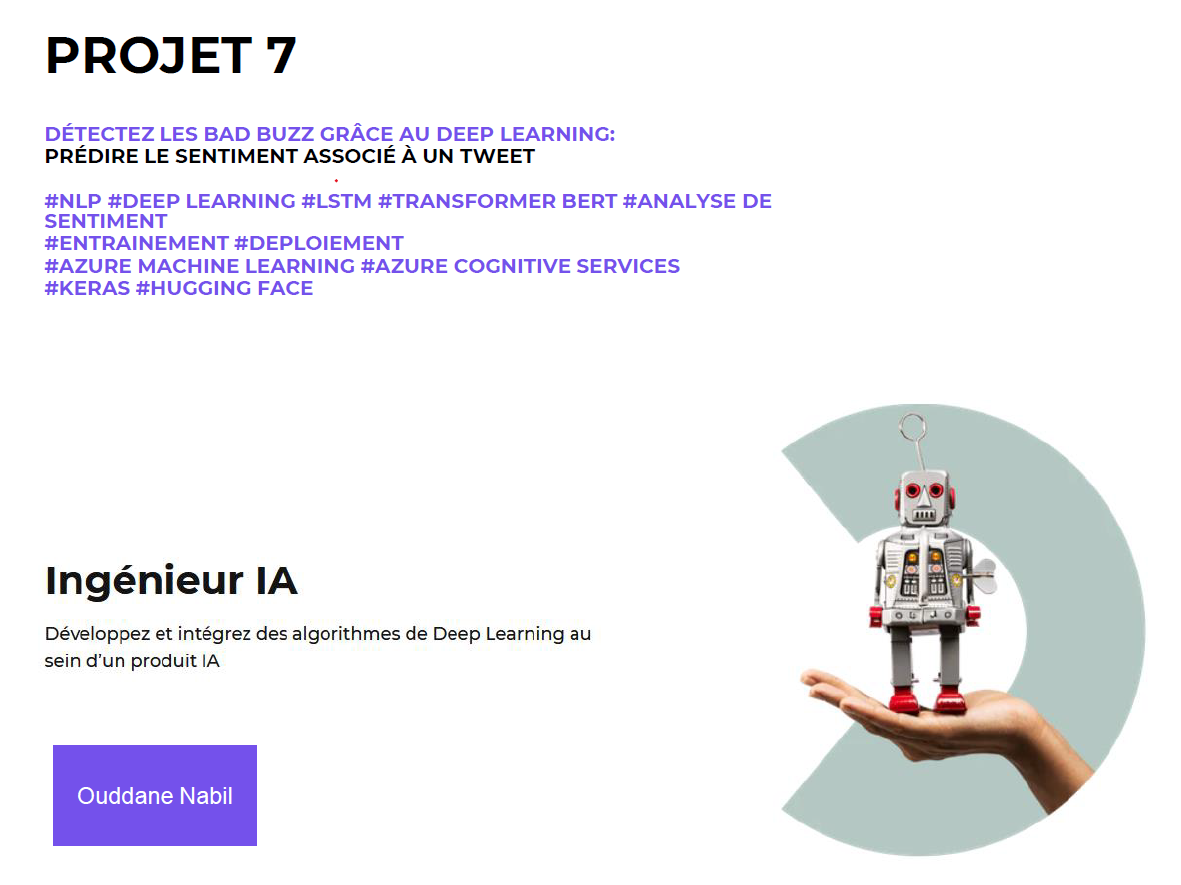 PROJET 7
DÉTECTEZ LES BAD BUZZ GRÂCE AU DEEP LEARNING:
PRÉDIRE LE SENTIMENT ASSOCIÉ À UN TWEET
#NLP #DEEP LEARNING #LSTM #TRANSFORMER BERT #ANALYSE DE
SENTIMENT
#ENTRAINEMENT #DEPLOIEMENT
#AZURE MACHINE LEARNING #AZURE COGNITIVE SERVICES
#KERAS #HUGGING FACE
Ingénieur IA
Développez et intégrez des algorithmes de Deep Learning au
sein d’un produit IA
Ouddane Nabil